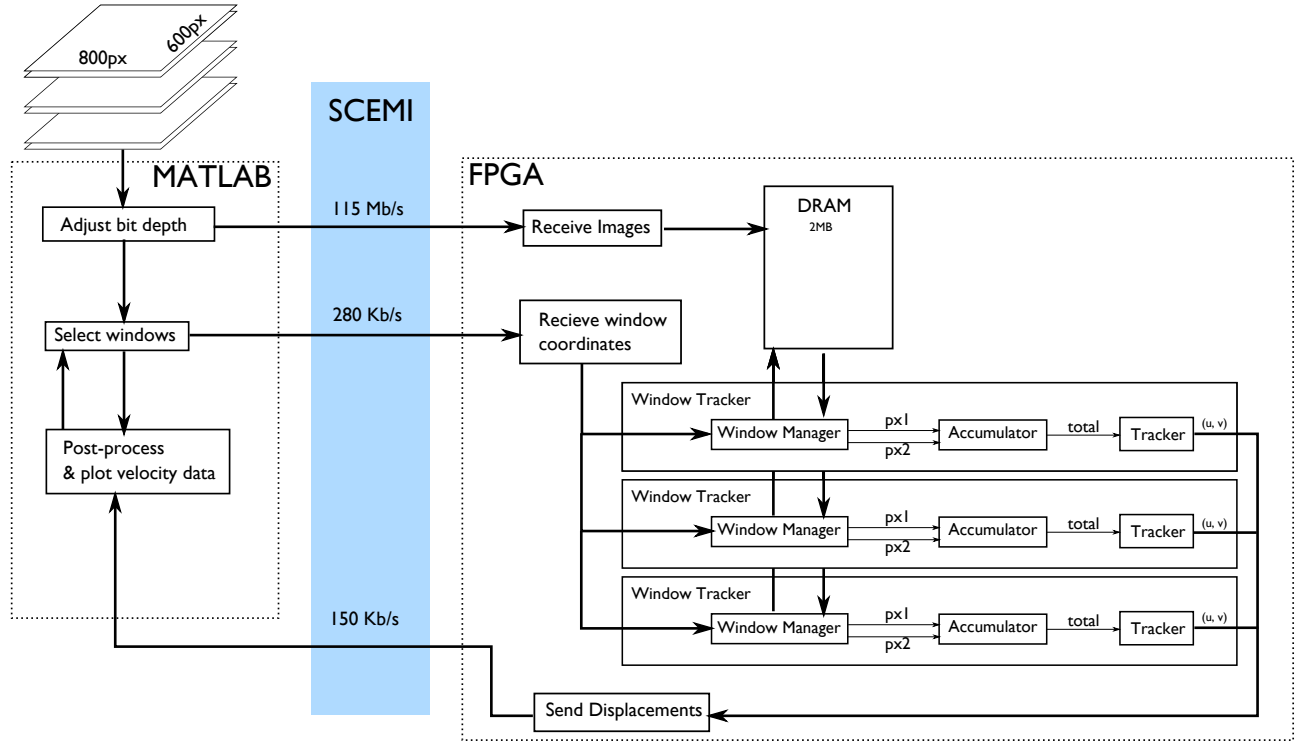 800px
600px
SCEMI
MATLAB
FPGA
115 Mb/s
DRAM
2MB
Adjust bit depth
Receive Images
280 Kb/s
Select windows
Recieve window
coordinates
Window Tracker
Window Manager
px1
px2
Accumulator
total
Tracker
(u, v)
Post-process
& plot velocity data
Window Tracker
Window Manager
px1
px2
Accumulator
total
Tracker
(u, v)
Window Tracker
Window Manager
px1
px2
Accumulator
total
Tracker
(u, v)
150 Kb/s
Send Displacements